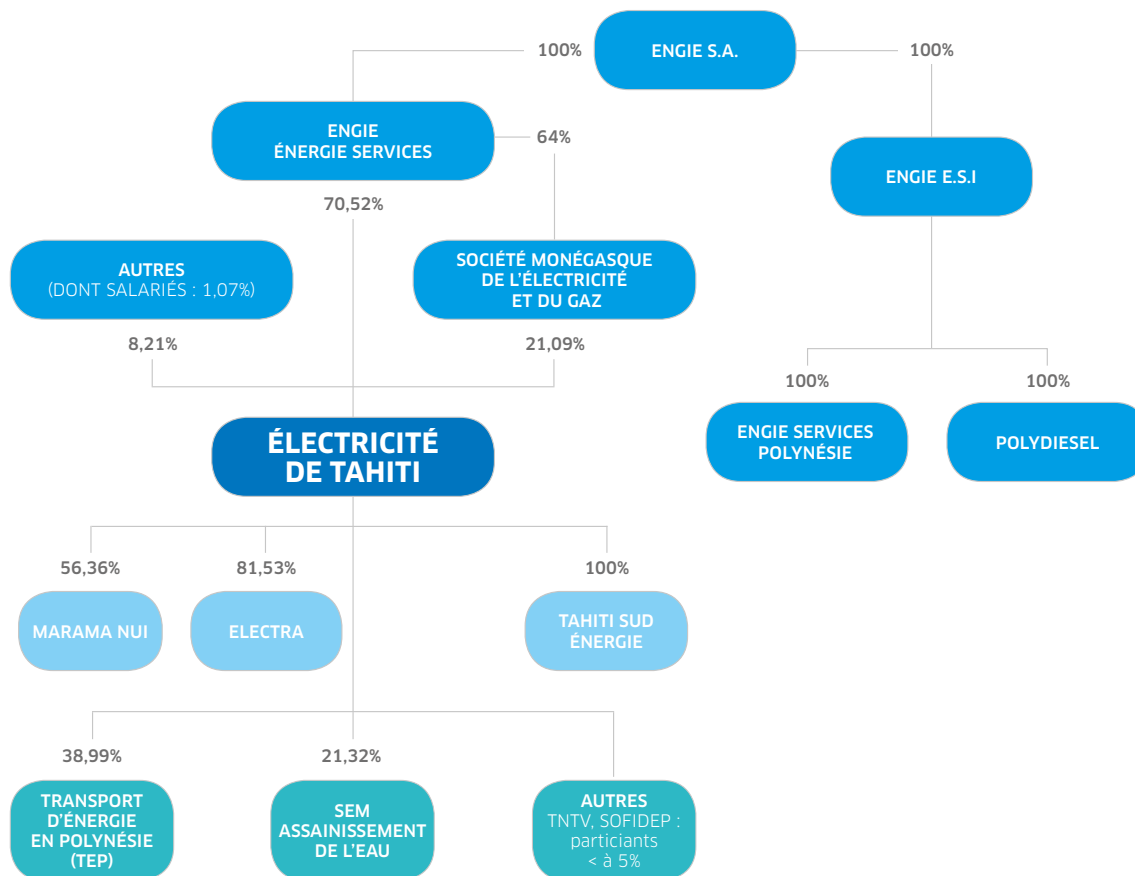 100%
ENGIE S.A.
100%
ENGIE
ÉNERGIE SERVICES
64%
ENGIE E.S.I
70,52%
AUTRES
(DONT SALARIÉS : 1,07%)
SOCIÉTÉ MONÉGASQUE
DE L'ÉLECTRICITÉ
ET DU GAZ
8,21%
21,09%
100%
100%
ENGIE SERVICES
POLYNÉSIE
POLYDIESEL
ÉLECTRICITÉ
DE TAHITI
56,36%
81,53%
100%
MARAMA NUI
ELECTRA
TAHITI SUD
ÉNERGIE
38,99%
21,32%
TRANSPORT
D'ÉNERGIE
EN POLYNÉSIE
(TEP)
SEM
ASSAINISSEMENT
DE L'EAU
AUTRES
TNTV, SOFIDEP :
particiants
< à 5%